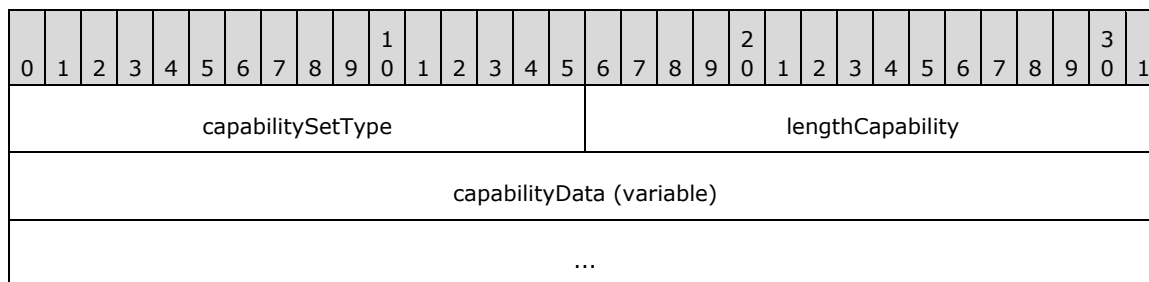 1 2 3
0 1 2 3 4 5 6 7 8 9 0 1 2 3 4 5 6 7 8 9 0 1 2 3 4 5 6 7 8 9 0 1
capabilitySetType lengthCapability
capabilityData (variable)
...